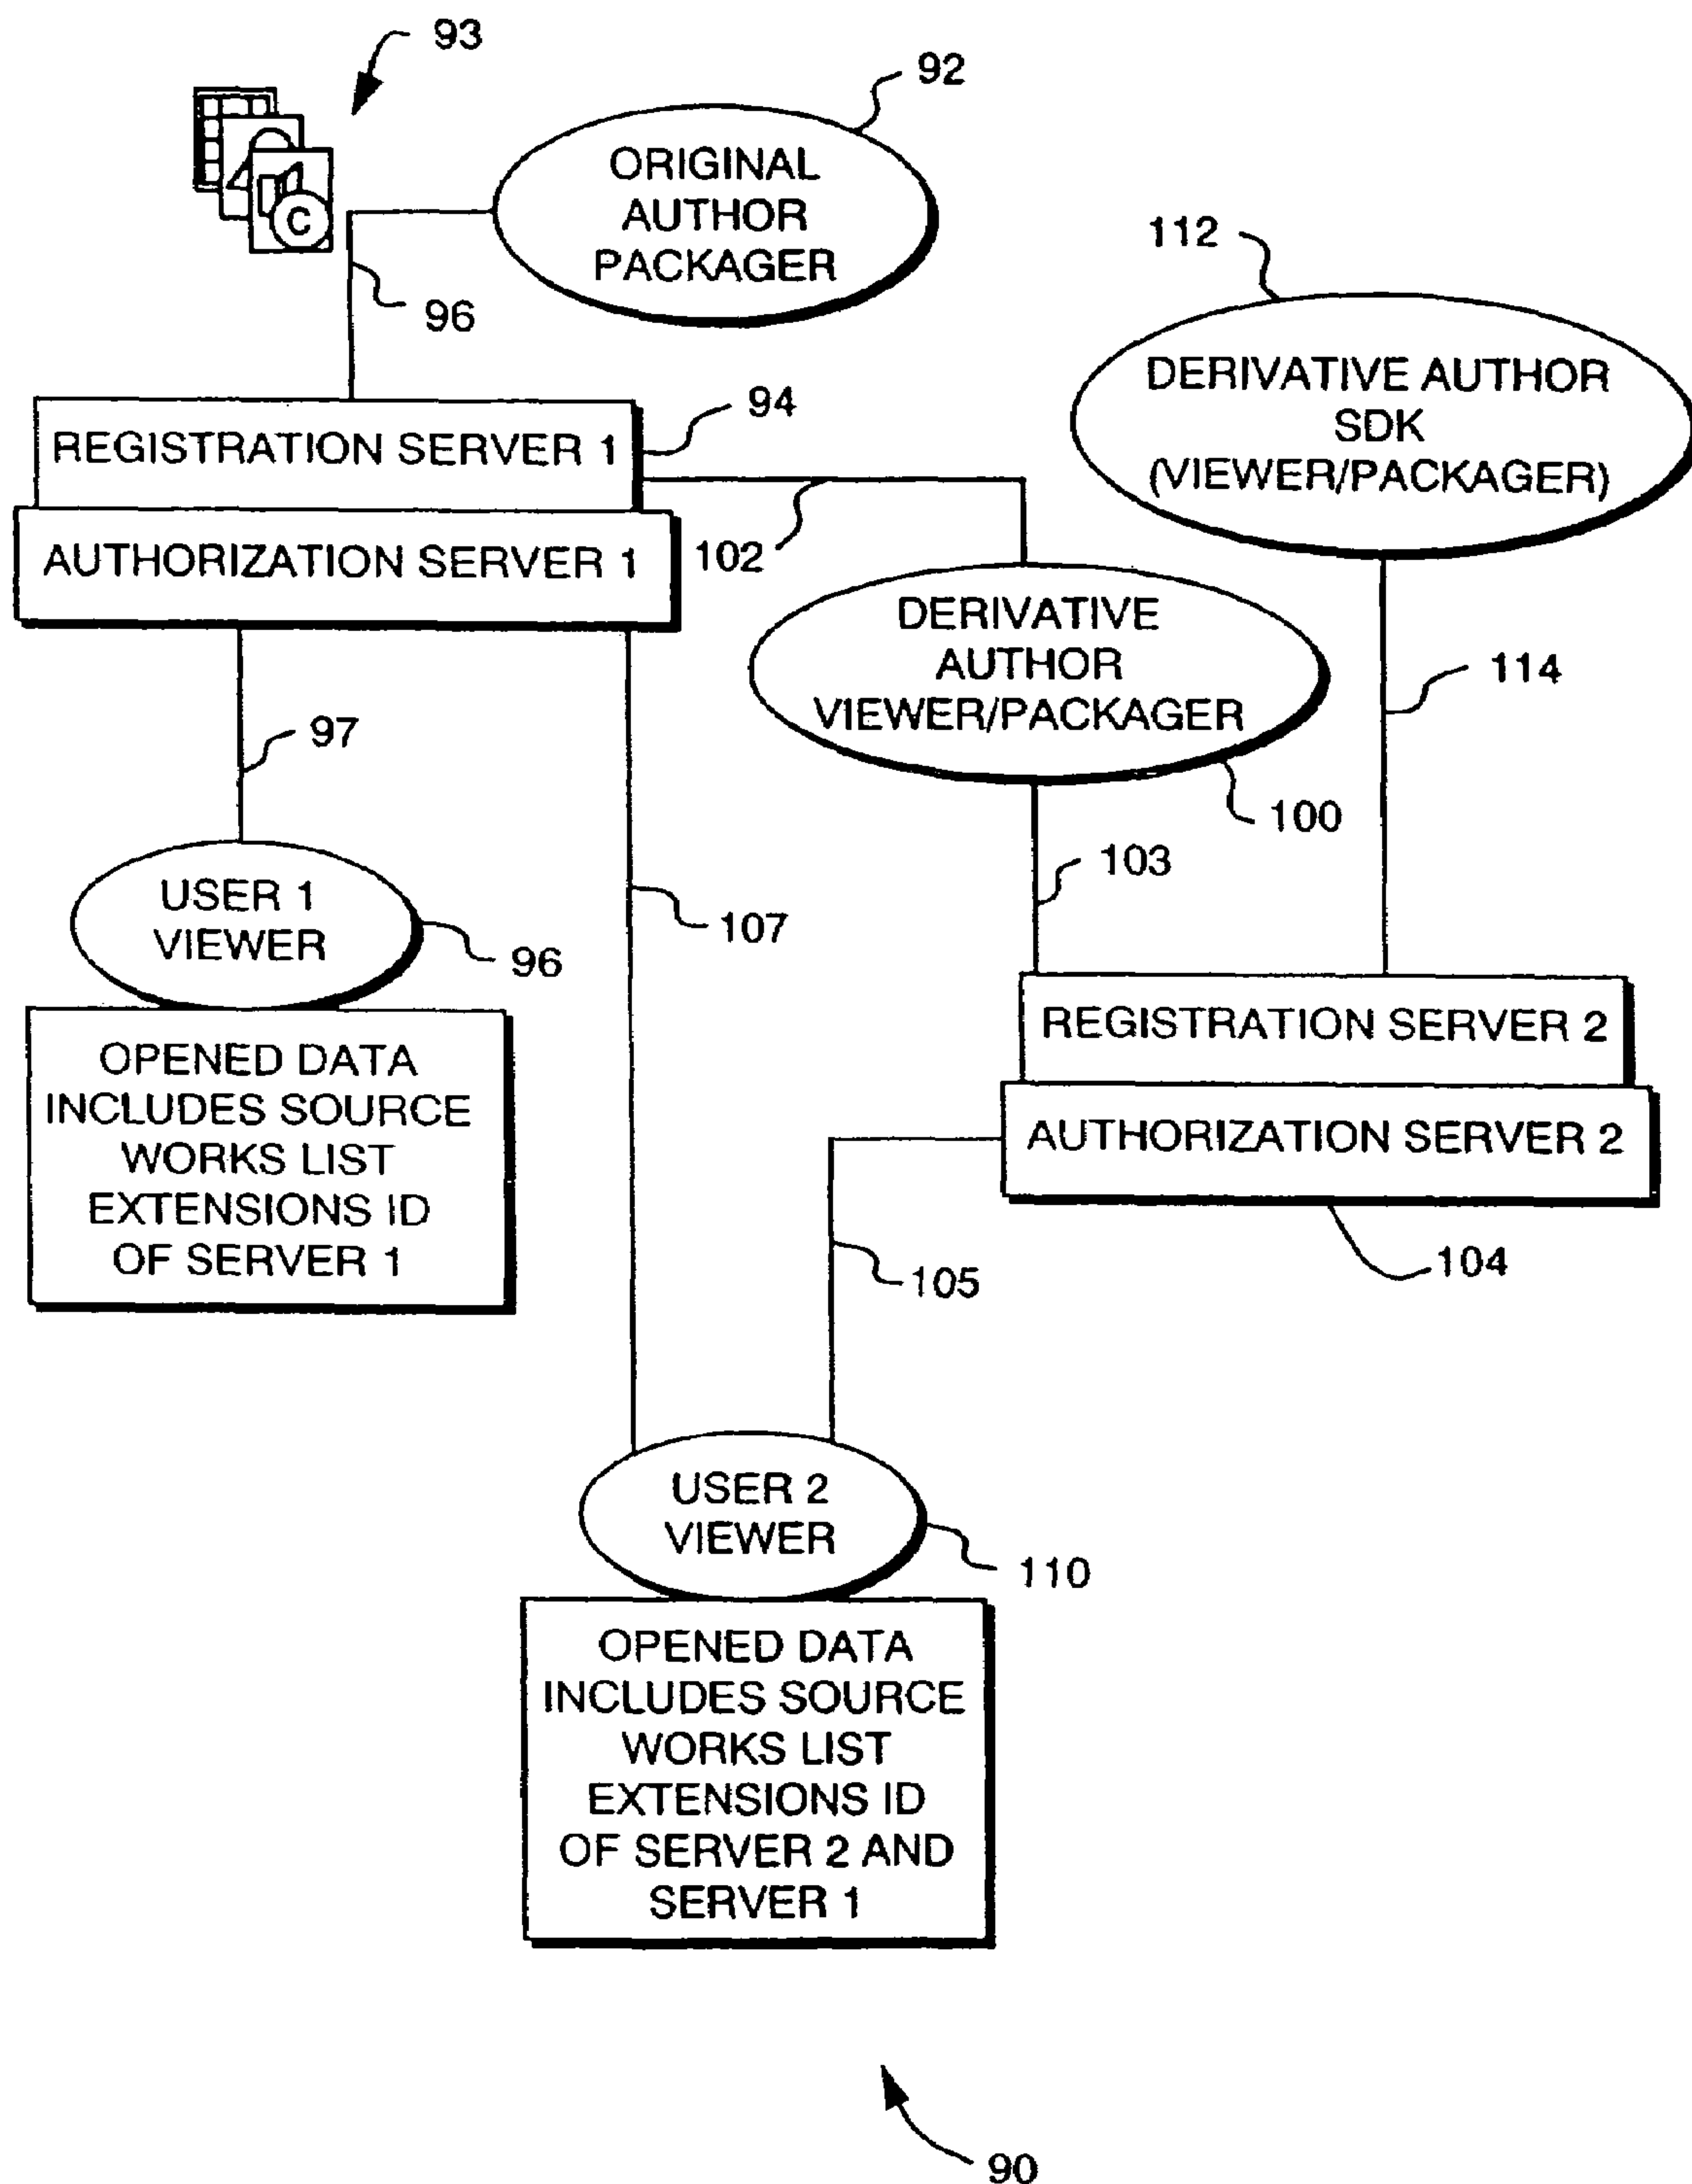 93
92
ORIGINAL
AUTHOR
PACKAGER
C
96
112
DERIVATIVE AUTHOR
SDK
(VIEWER/PACKAGER)
94
REGISTRATION SERVER 1
AUTHORIZATION SERVER 1
102
DERIVATIVE
AUTHOR
VIEWER/PACKAGER
114
97
100
103
USER 1
VIEWER
96
107
OPENED DATA
INCLUDES SOURCE
WORKS LIST
EXTENSIONS ID
OF SERVER 1
REGISTRATION SERVER 2
AUTHORIZATION SERVER 2
104
105
USER 2
VIEWER
110
OPENED DATA
INCLUDES SOURCE
WORKS LIST
EXTENSIONS ID
OF SERVER 2 AND
SERVER 1
90